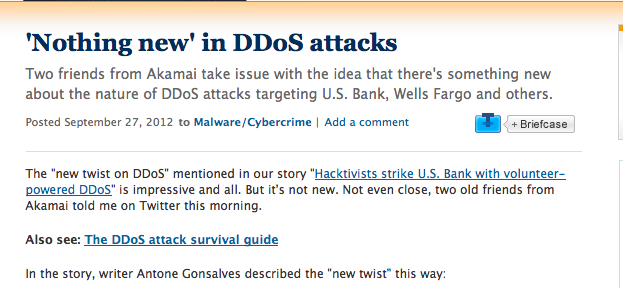 'Nothing new' in DDoS attacks
Two friends from Akamai take issue with the idea that there's something new
about the nature of DDoS attacks targeting U.S. Bank, Wells Fargo and others.
Posted September 27, 2012 to Malware/Cybercrime | Add a comment
+ Briefcase
The "new twist on DDoS" mentioned in our story "Hacktivists strike U.S. Bank with volunteer-
powered DDoS" is impressive and all. But it's not new. Not even close, two old friends from
Akamai told me on Twitter this morning.
Also see: The DDoS attack survival guide
In the story, writer Antone Gonsalves described the "new twist" this way: